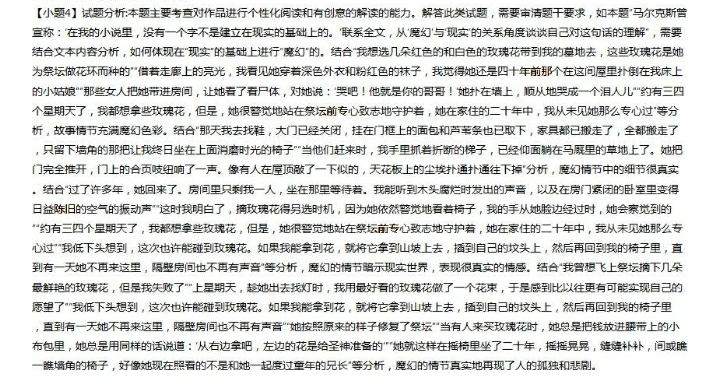 【小题4】试题分析:本题主要考查对作品进行个性化阅读和有创意的解读的能力。解答此类试题，需要审清题干要求，如本题"马尔克斯曾
宣称：'在我的小说里，没有一个字不是建立在现实的基础上的。'联系全文，从'魔幻'与'现实'的关系角度谈谈自己对这句话的理解"，需要
结合文本内容分析，如何体现在"现实"的基础上进行"魔幻"的。结合"我想选几朵红色的和白色的玫瑰花带到我的墓地去，这些玫瑰花是她
为祭坛做花环而种的""借着走廊上的亮光，我看见她穿着深色外衣和粉红色的袜子，我觉得她还是四十年前那个在这间屋里扑倒在我床上
的小姑娘""那些女人把她带进房间，让她看了看尸体，对她说：'哭吧！他就是你的哥哥！'她扑在墙上，顺从地哭成一个泪人儿""约有三四
个星期天了，我都想拿些玫瑰花，但是，她很警觉地站在祭坛前专心致志地守护着，她在家住的二十年中，我从未见她那么专心过"等分
析，故事情节充满魔幻色彩。结合"那天我去找鞋，大门已经关闭，挂在门框上的面包和芦荟条也已取下，家具都已搬走了，全都搬走了
，只留下墙角的那把让我终日坐在上面消磨时光的椅子""当他们赶来时，我手里抓着折断的梯子，已经仰面躺在马厩里的草地上了。她把
门完全推开，门上的合页吱纽响了一声。像有人在屋顶敲了一下似的，天花板上的尘埃扑通扑通往下掉"分析，魔幻情节中的细节很真实
。结合"过了许多年，她回来了。房间里只剩我一人，坐在那里等待着。我能听到木头腐烂时发出的声音，以及在房门紧闭的卧室里变得
日益陈旧的空气的振动声""这时我明白了，摘玫瑰花得另选时机，因为她依然警觉地看着椅子，我的手从她脸边经过时，她会察觉到的
""约有三四个星期天了，我都想拿些玫瑰花，但是，她很警觉地站在祭坛前专心致志地守护着，她在家住的二十年中，我从未见她那么专
心过""我低下头想到，这次也许能碰到玫瑰花。如果我能拿到花，就将它拿到山坡上去，插到自己的坟头上，然后再回到我的椅子里，直
到有一天她不再来这里，隔壁房间也不再有声音"等分析，魔幻的情节暗示现实世界，表现很真实的情感。结合"我曾想飞上祭坛摘下几朵
最鲜艳的玫瑰花，但是我失败了""上星期天，趁她出去找灯时，我用最好看的玫瑰花做了一个花束，于是感到比以往更有可能实现自己的
愿望了""我低下头想到，这次也许能碰到玫瑰花。如果我能拿到花，就将它拿到山坡上去，插到自己的坟头上，然后再回到我的椅子里
，直到有一天她不再来这里，隔壁房间也不再有声音""她按照原来的样子修复了祭坛""当有人来买玫瑰花时，她总是把钱放进腰带上的小
布包里，她总是用同样的话说道：'从右边拿吧，左边的花是给圣神准备的'""她就这样在摇椅里坐了二十年，摇摇晃晃，缝缝补补，间或瞧
一瞧墙角的椅子，好像她现在照看的不是和她一起度过童年的兄长"等分析，魔幻的情节真实地再现了人的孤独和悲剧。